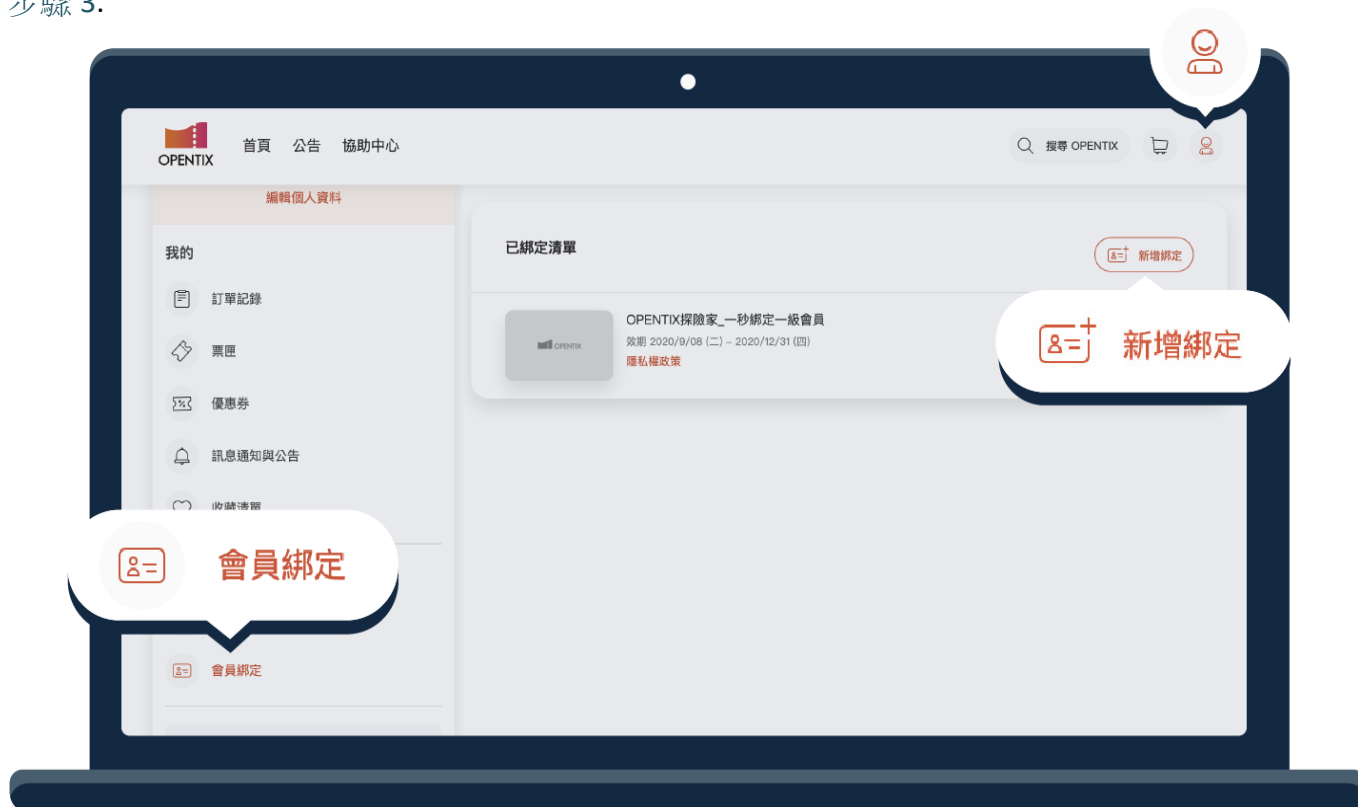 步驟 3.
OPENTIX
首頁 公告 協助中心
搜尋 OPENTIX
編輯個人資料
我的
訂單記錄
票匣
優惠券
訊息通知與公告
收藏清單
會員綁定
會員綁定
已綁定清單
新增綁定
OPENTIX
OPENTIX探險家_一秒綁定一級會員
效期 2020/9/08 (二) – 2020/12/31 (四)
隱私權政策
新增綁定